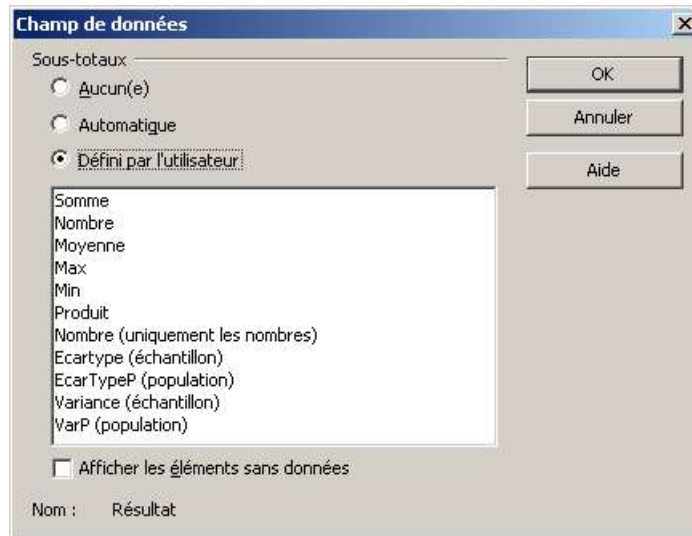 Champ de données
Sous-totaux
Aucun(e)
Automatique
Défini par l'utilisateur
Somme
Nombre
Moyenne
Max
Min
Produit
Nombre (uniquement les nombres)
Ecartype (échantillon)
EcarTypeP (population)
Variance (échantillon)
VarP (population)
Afficher les éléments sans données
Nom : Résultat
OK
Annuler
Aide